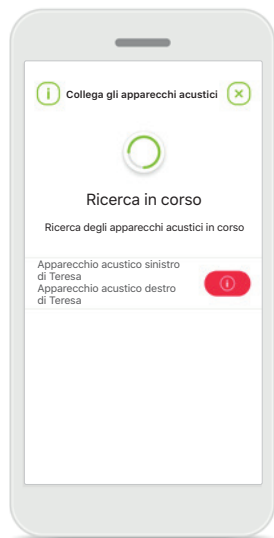 Collega gli apparecchi acustici
Ricerca in corso
Ricerca degli apparecchi acustici in corso
Apparecchio acustico sinistro
di Teresa
Apparecchio acustico destro
di Teresa